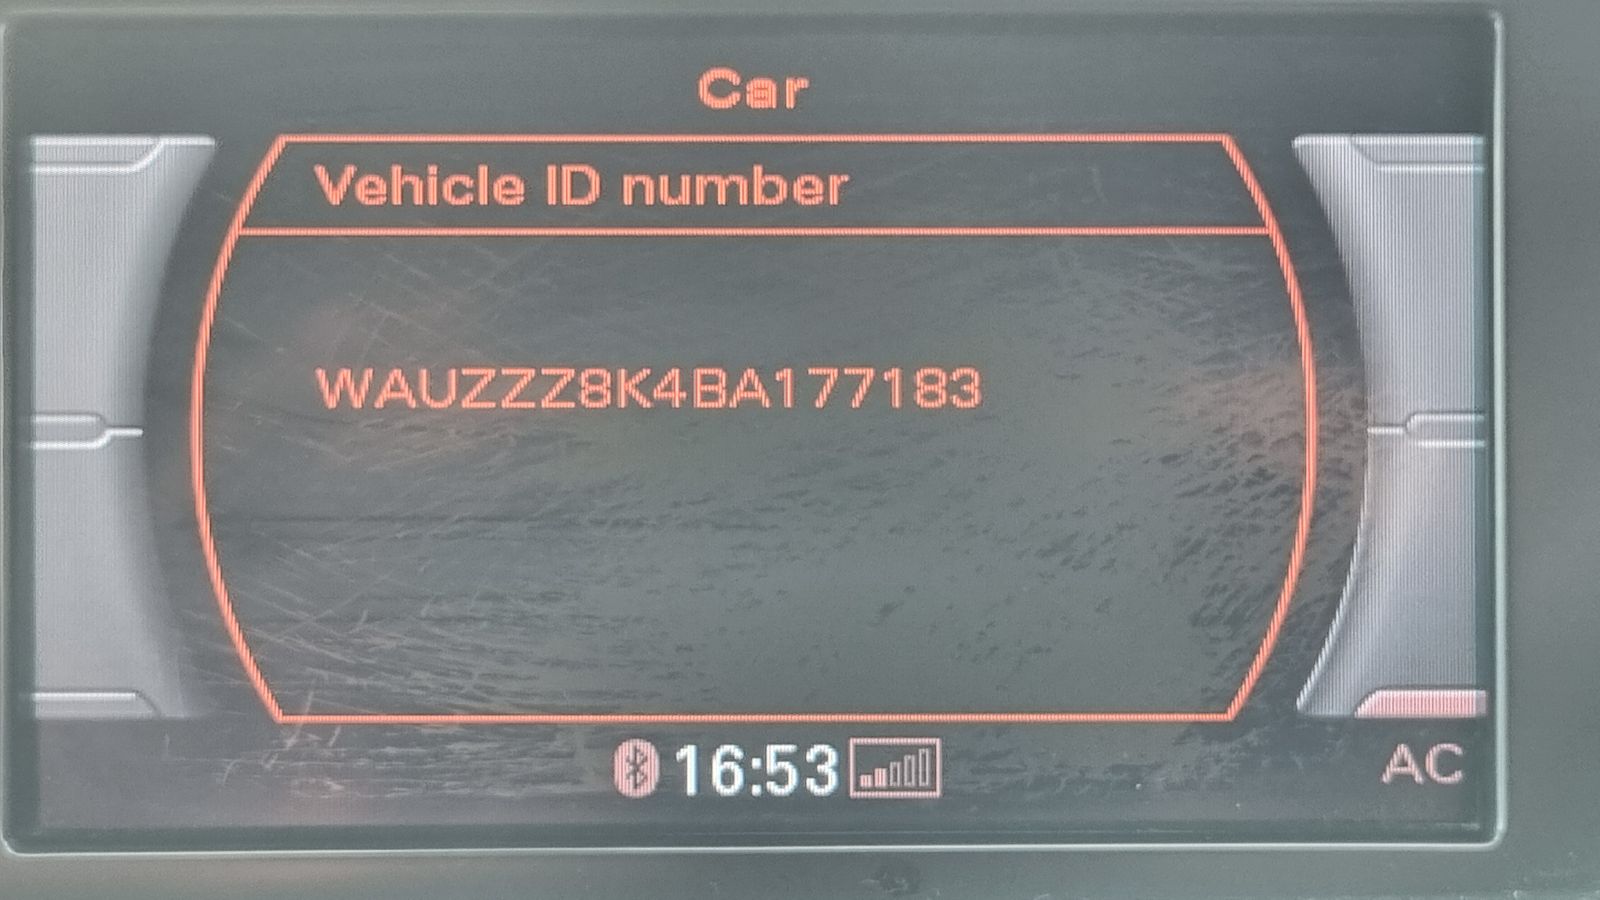 Car
Vehicle ID number
WAUZZZ8K4BA177183
16:53
AC